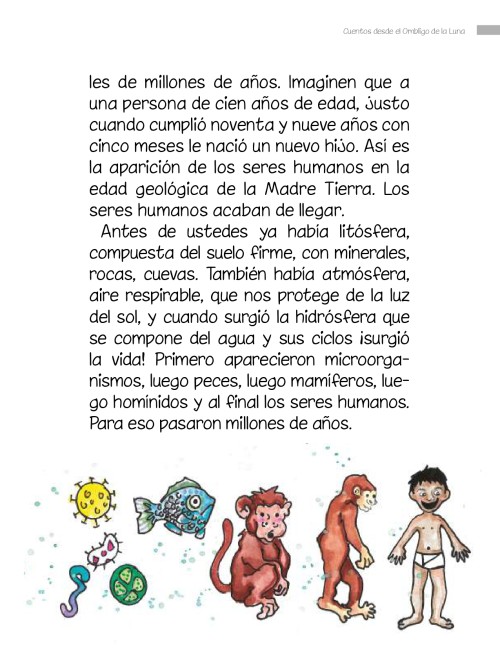 Cuentos desde el Ombligo de la Luna
les de millones de años. Imaginen que a
una persona de cien años de edad, justo
cuando cumplió noventa y nueve años con
cinco meses le nació un nuevo hijo. Así es
la aparición de los seres humanos en la
edad geológica de la Madre Tierra. Los
seres humanos acaban de llegar.
Antes de ustedes ya había litósfera,
compuesta del suelo firme, con minerales,
rocas, cuevas. También había atmósfera,
aire respirable, que nos protege de la luz
del sol, y cuando surgió la hidrósfera que
se compone del agua y sus ciclos ¡surgió
la vida! Primero aparecieron microorga-
nismos, luego peces, luego mamíferos, lue-
go homínidos y al final los seres humanos.
Para eso pasaron millones de años.